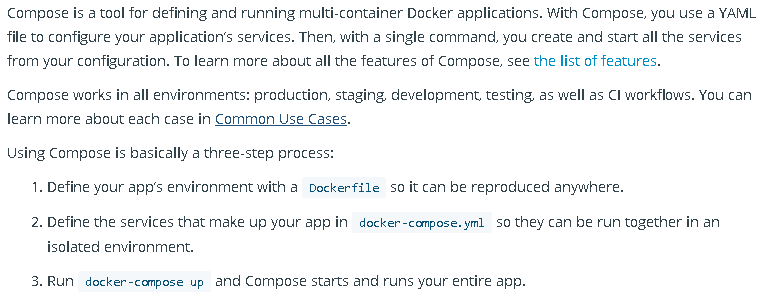 Compose is a tool for defining and running multi-container Docker applications. With Compose, you use a YAML
file to configure your application's services. Then, with a single command, you create and start all the services
from your configuration. To learn more about all the features of Compose, see the list of features.
Compose works in all environments: production, staging, development, testing, as well as CI workflows. You can
learn more about each case in Common Use Cases.
Using Compose is basically a three-step process:
1. Define your app's environment with a Dockerfile so it can be reproduced anywhere.
2. Define the services that make up your app in docker-compose.yml so they can be run together in an
isolated environment.
3. Run docker-compose up and Compose starts and runs your entire app.